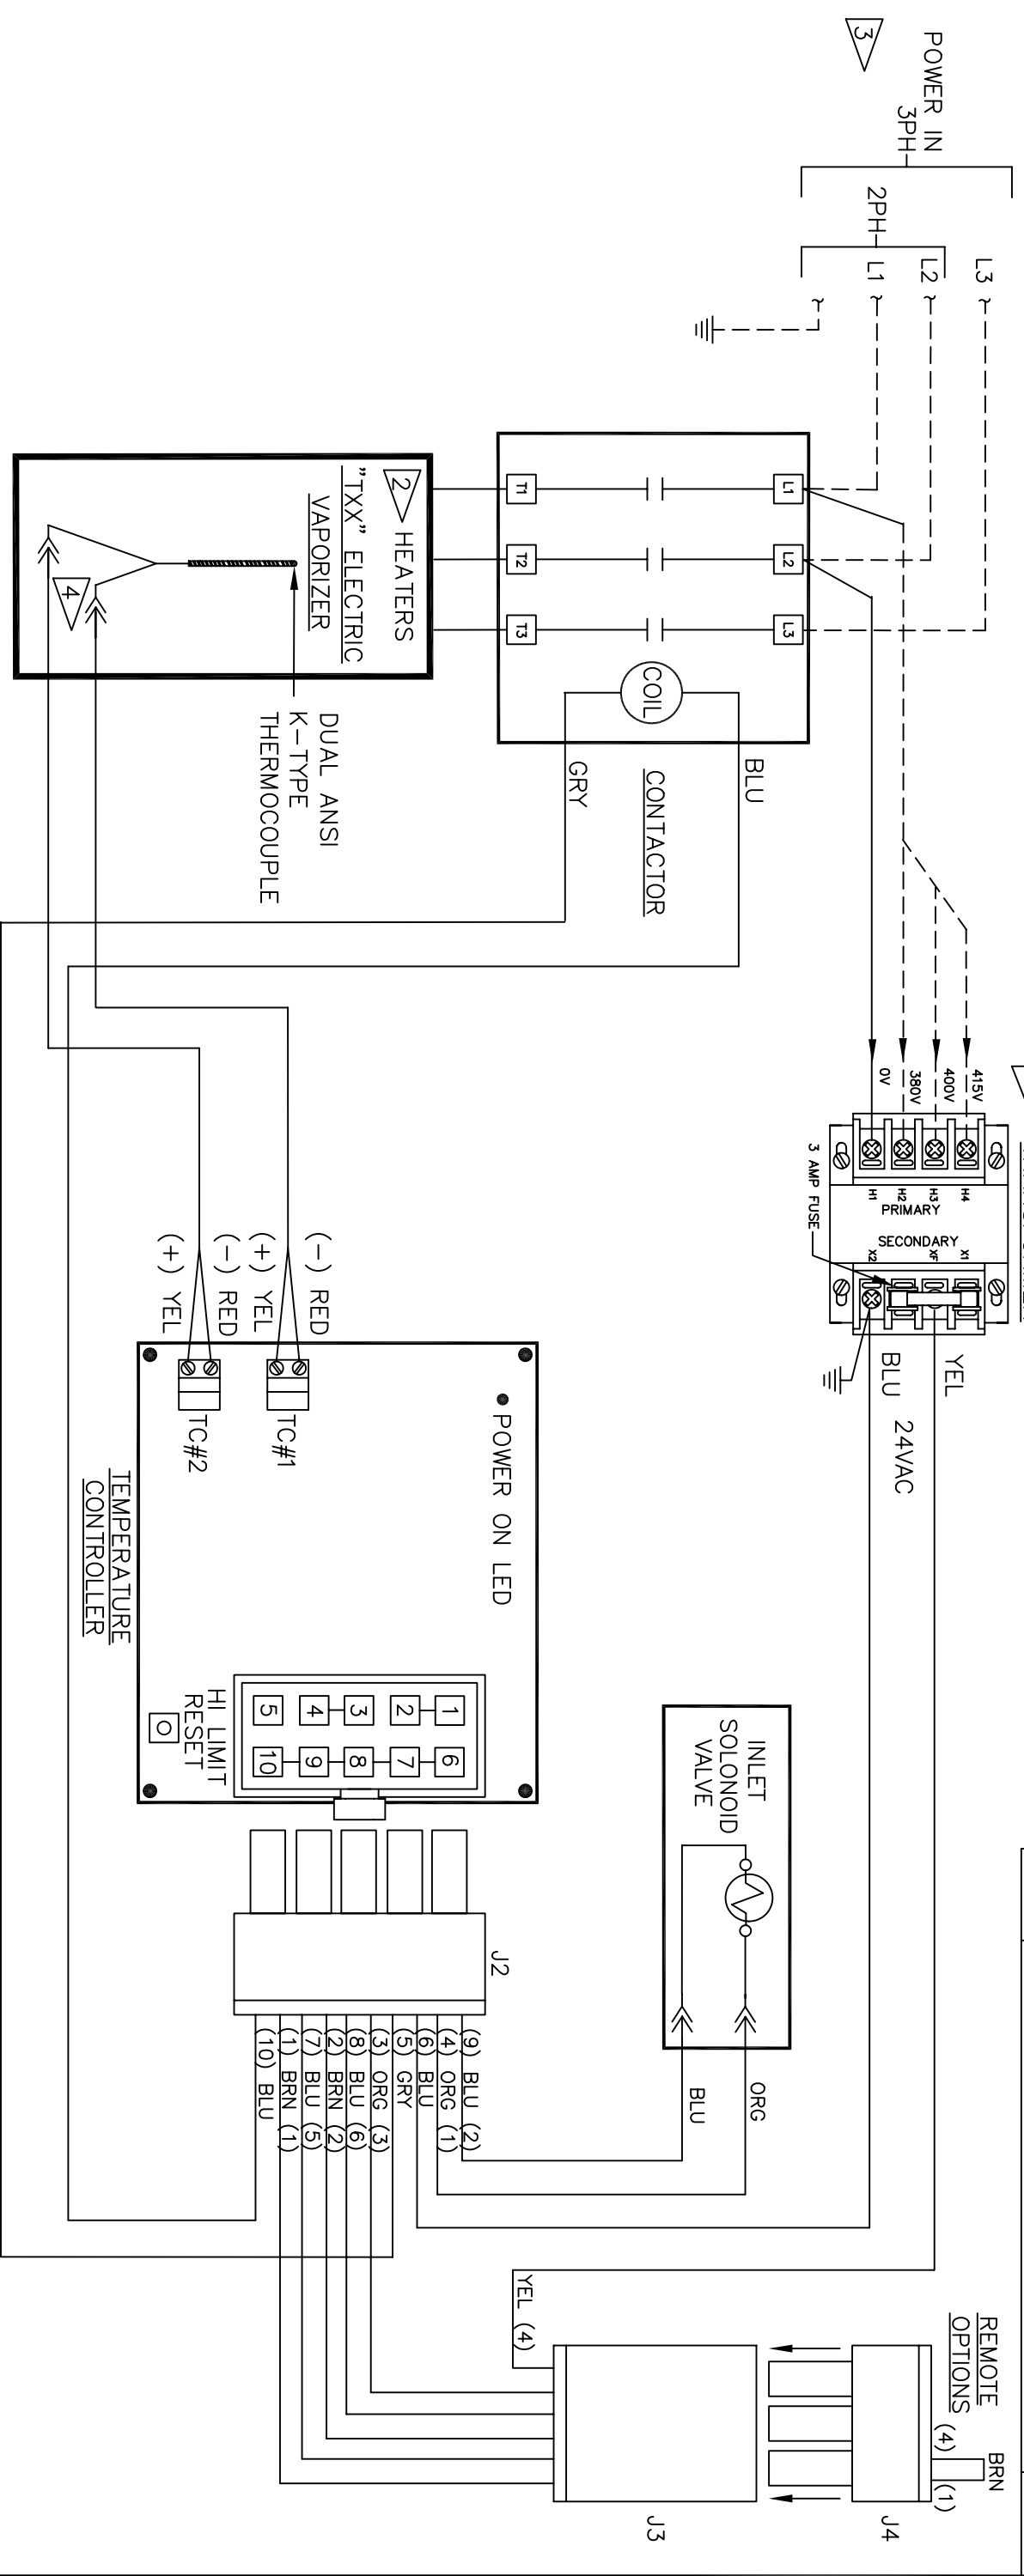 3
POWER IN
3PH
2PH
L3
L2
L1
2
HEATERS
"TXX" ELECTRIC
VAPORIZER
4
DUAL ANSI
K-TYPE
THERMOCOUPLE
L1
L2
L3
T1
T2
T3
COIL
BLU
GRY
CONTACTOR
415V
400V
380V
0V
H4
H3
H2
H1
PRIMARY
SECONDARY
X1
XF
X2
3 AMP FUSE
YEL
BLU
24VAC
(-) RED
(+) YEL
(-) RED
(+) YEL
TC#1
TC#2
POWER ON LED
TEMPERATURE
CONTROLLER
HI LIMIT
RESET
1
2
3
4
5
6
7
8
9
10
INLET
SOLONOID
VALVE
ORG
BLU
J2
(9) BLU (2)
(4) ORG (1)
(6) BLU
(5) GRY
(3) ORG (3)
(8) BLU (6)
(2) BRN (2)
(7) BLU (5)
(1) BRN (1)
(10) BLU
YEL (4)
REMOTE
OPTIONS
BRN
(4)
(1)
J4
J3